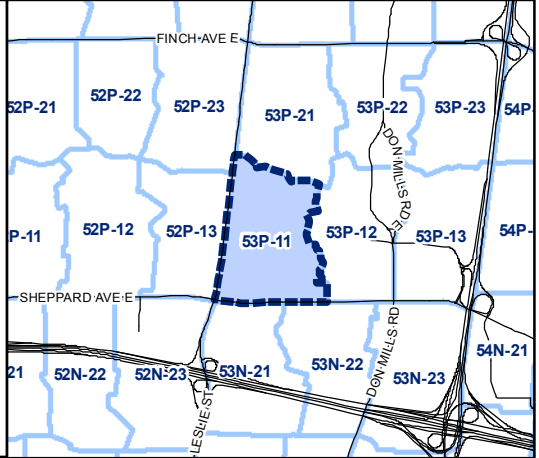 FINCH AVE E
52P-21
52P-22
52P-23
53P-21
53P-22
53P-23
54P-
DON MILLS RD E
P-11
52P-12
52P-13
53P-11
53P-12
53P-13
54P-
SHEPPARD AVE E
21
52N-22
52N-23
53N-21
53N-22
53N-23
54N-21
DON MILLS RD
LESLIE ST